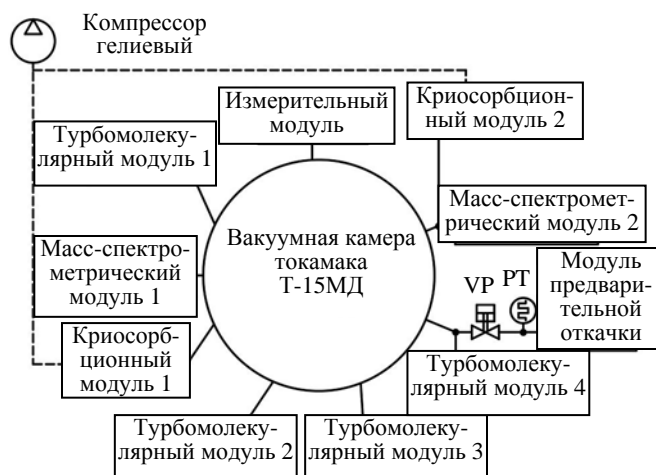 Компрессор
гелиевый
Измерительный
модуль
Криосорбцион-
ный модуль 2
Турбомолеку-
лярный модуль 1
Масс-спектромет-
рический модуль 2
Вакуумная камера
токамака
Т-15МД
Масс-спектро-
метрический
модуль 1
Модуль
предвари-
тельной
откачки
VP
PT
Криосорб-
ционный
модуль 1
Турбомолеку-
лярный модуль 4
Турбомолеку-
лярный модуль 2
Турбомолеку-
лярный модуль 3